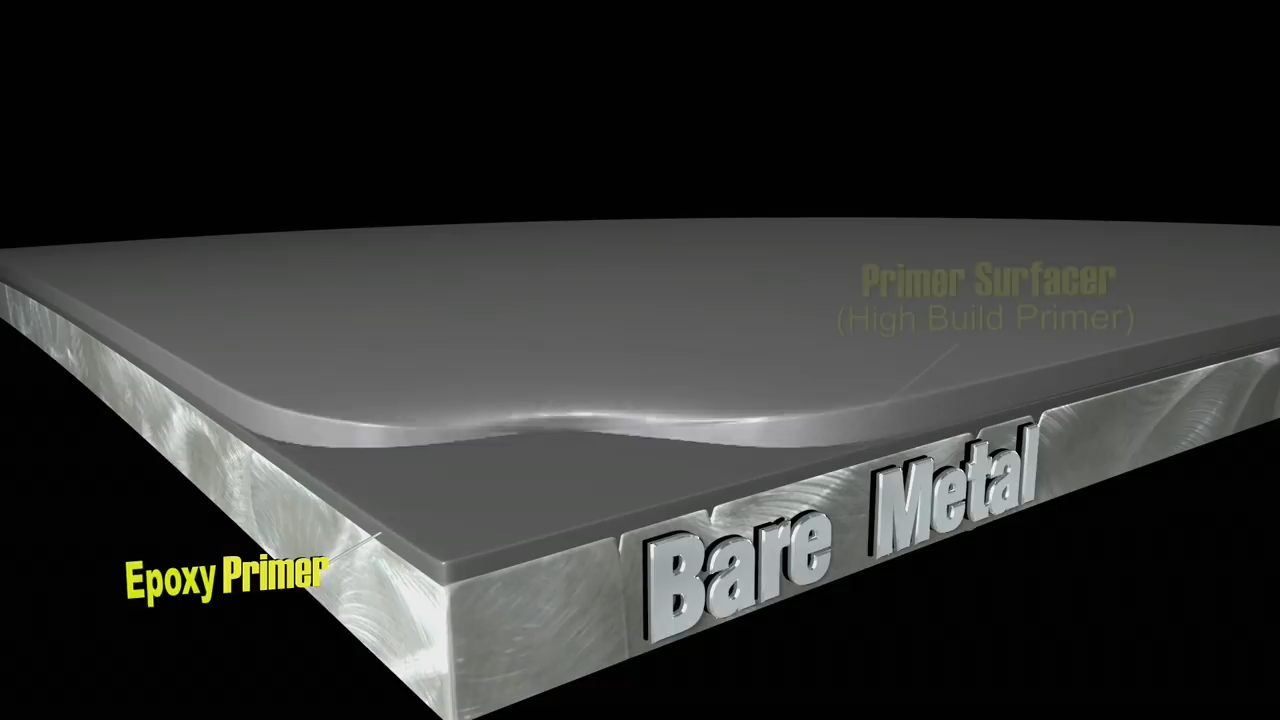 Primer Surfacer
(High Build Primer)
Bare Metal
Epoxy Primer